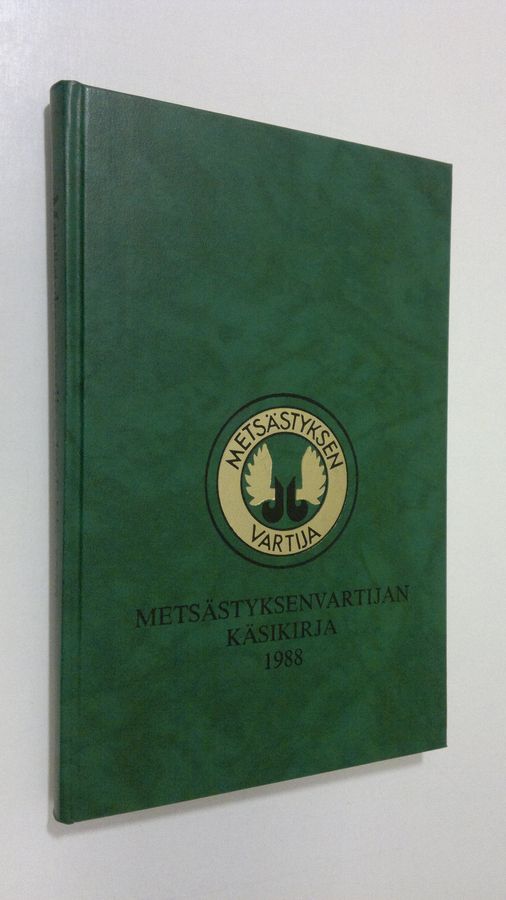 METSÄSTYKSEN
VARTIJA
METSÄSTYKSENVARTIJAN
KÄSIKIRJA
1988